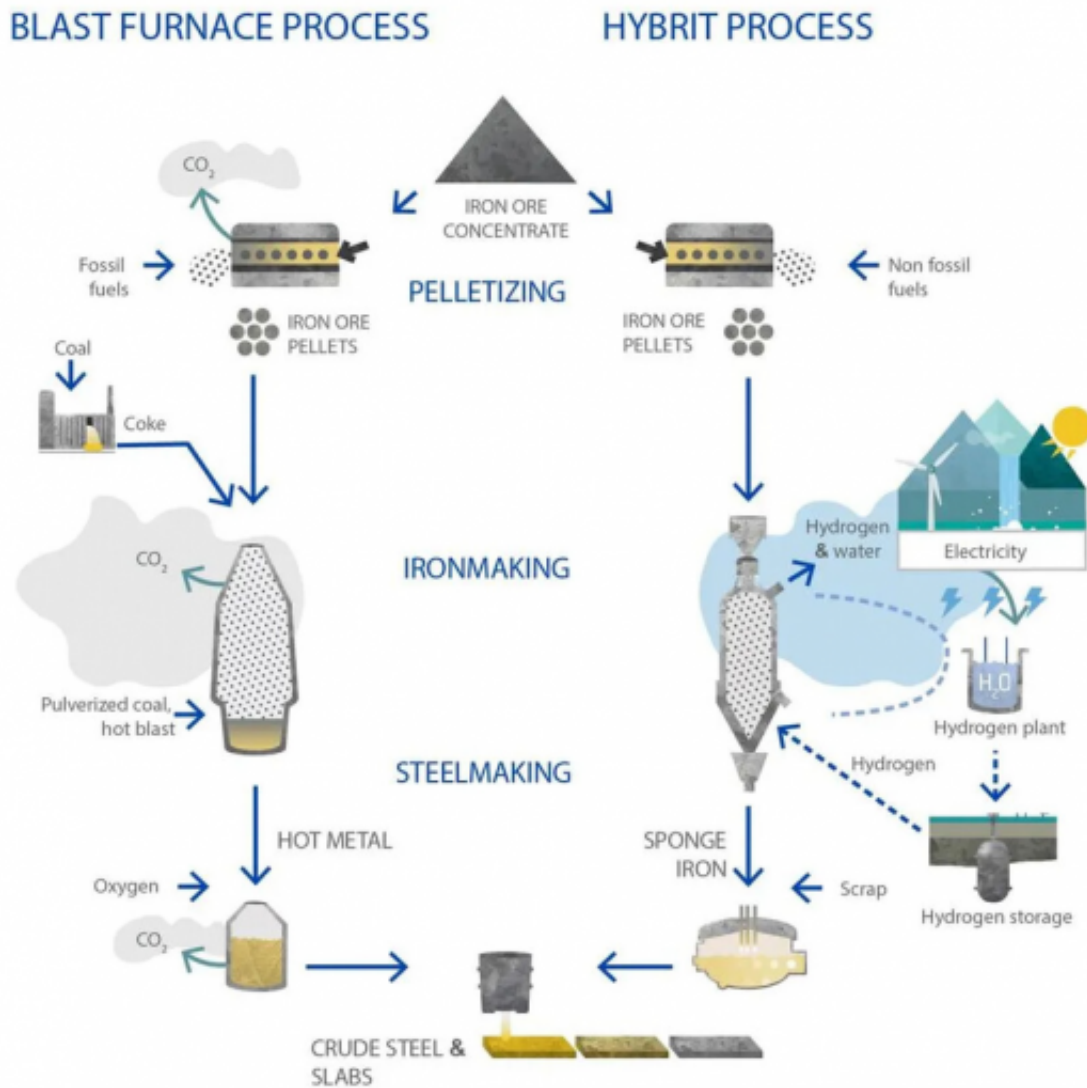 BLAST FURNACE PROCESS
HYBRIT PROCESS
CO₂
IRON ORE
CONCENTRATE
Fossil
fuels
Non fossil
fuels
PELLETIZING
IRON ORE
PELLETS
IRON ORE
PELLETS
Coal
Coke
CO₂
IRONMAKING
Hydrogen
& water
Electricity
H₂O
Pulverized coal,
hot blast
Hydrogen plant
STEELMAKING
Hydrogen
HOT METAL
SPONGE
IRON
Oxygen
Scrap
Hydrogen storage
CO₂
CRUDE STEEL &
SLABS